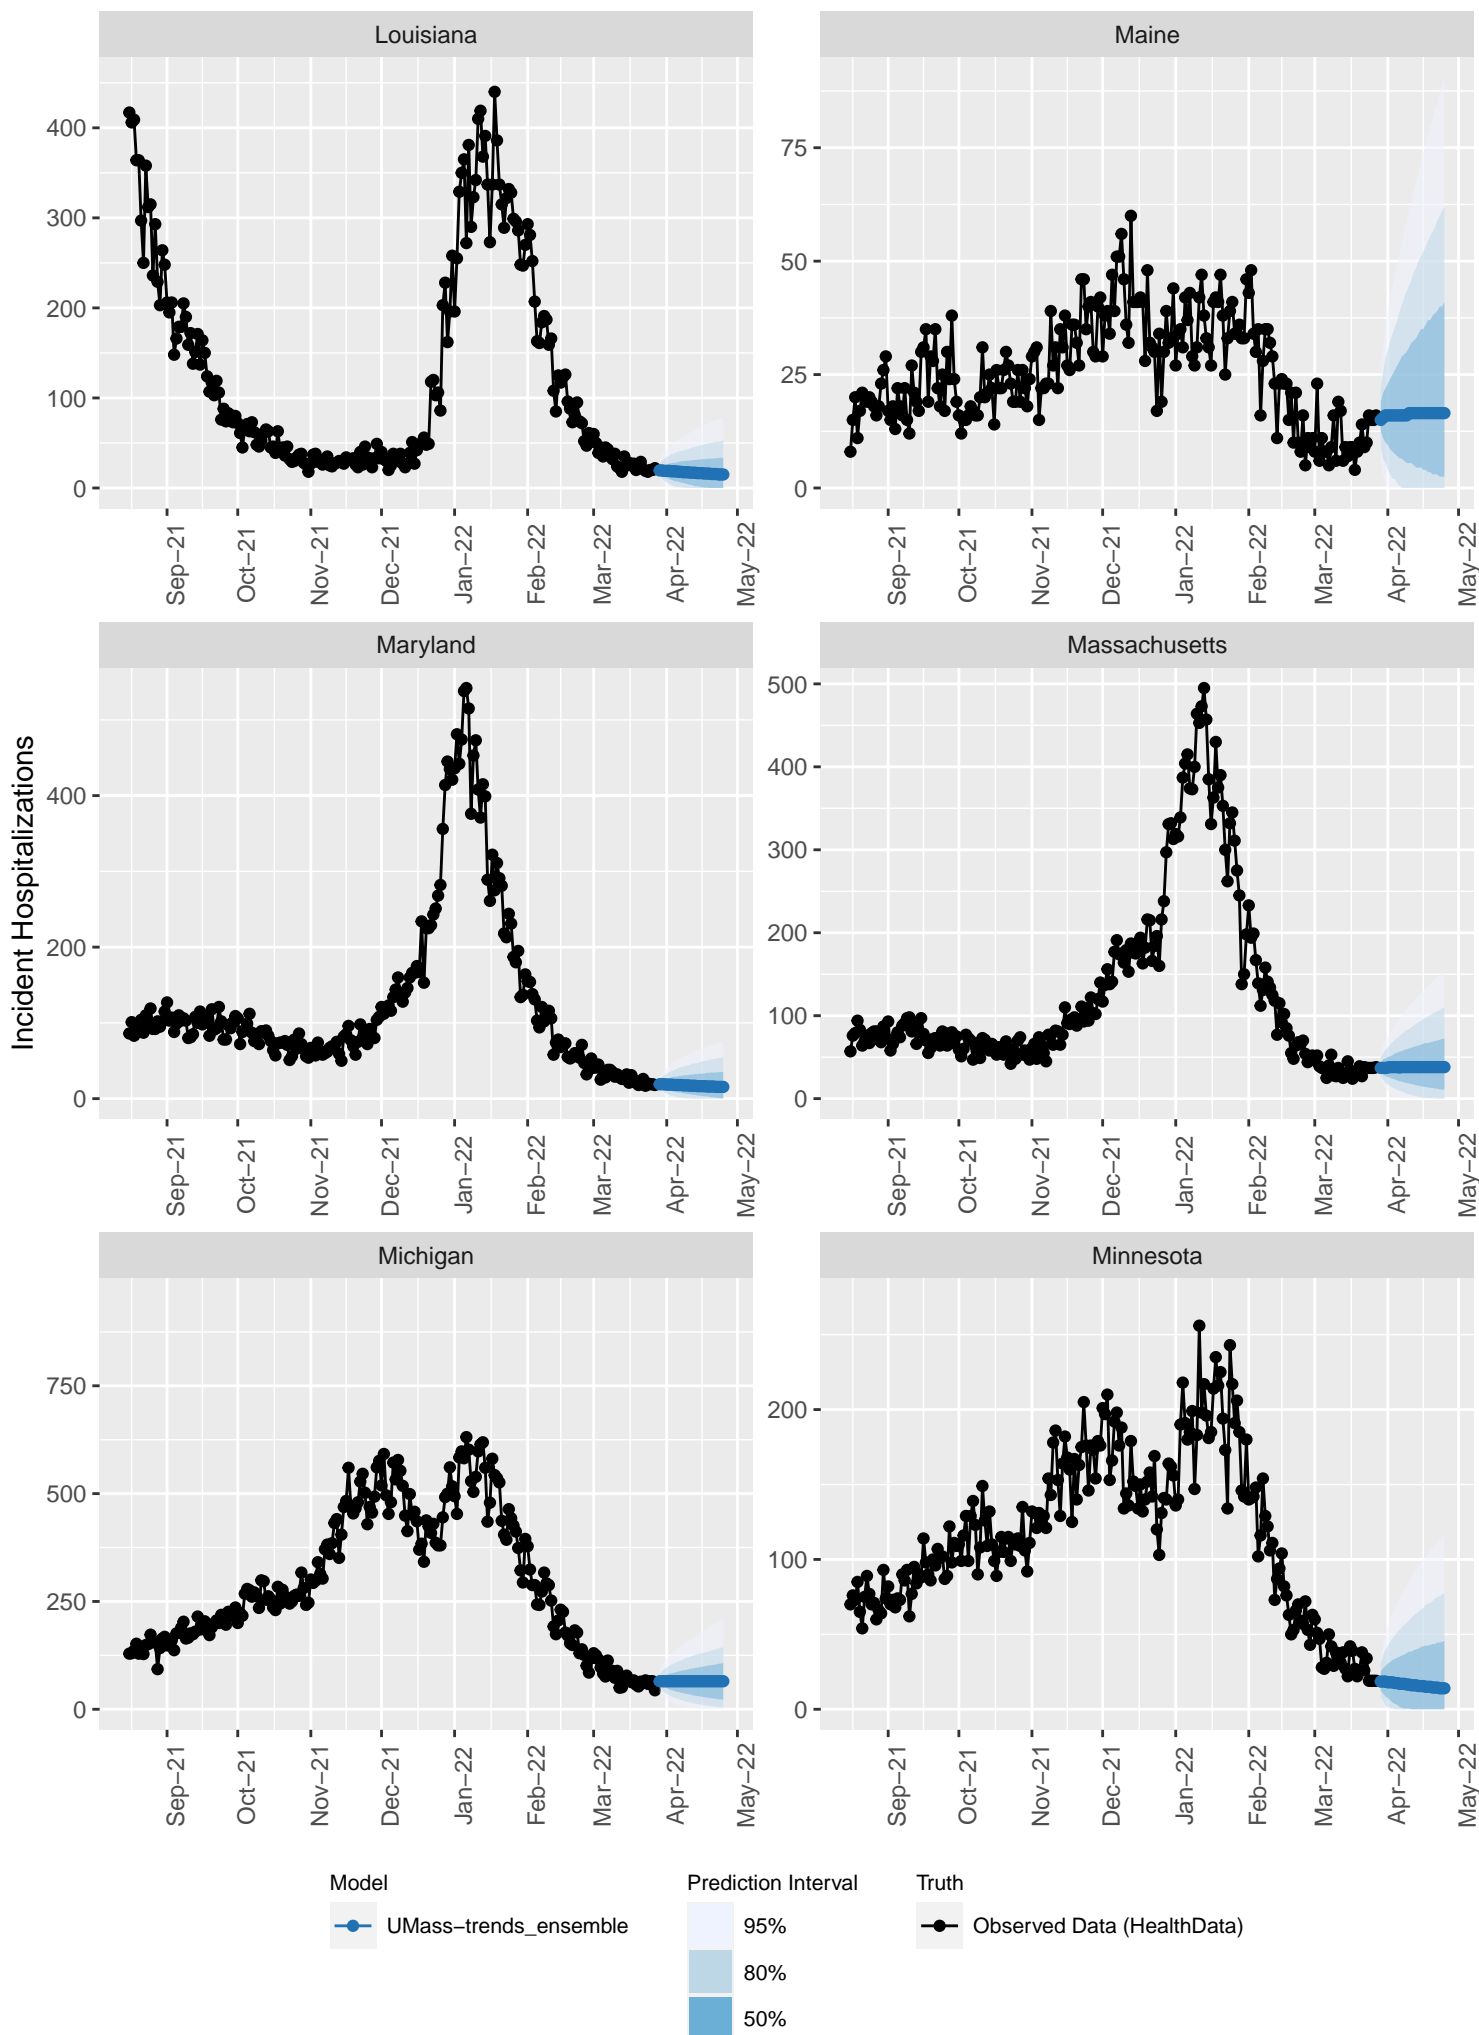 Louisiana
Maine
0
100
200
300
400
0
25
50
75
Sep−21
Oct−21
Nov−21
Dec−21
Jan−22
Feb−22
Mar−22
Apr−22
May−22
Sep−21
Oct−21
Nov−21
Dec−21
Jan−22
Feb−22
Mar−22
Apr−22
May−22
Incident Hospitalizations
Maryland
Massachusetts
0
200
400
0
100
200
300
400
500
Sep−21
Oct−21
Nov−21
Dec−21
Jan−22
Feb−22
Mar−22
Apr−22
May−22
Sep−21
Oct−21
Nov−21
Dec−21
Jan−22
Feb−22
Mar−22
Apr−22
May−22
Michigan
Minnesota
0
250
500
750
0
100
200
Sep−21
Oct−21
Nov−21
Dec−21
Jan−22
Feb−22
Mar−22
Apr−22
May−22
Sep−21
Oct−21
Nov−21
Dec−21
Jan−22
Feb−22
Mar−22
Apr−22
May−22
Model
UMass−trends_ensemble
Prediction Interval
95%
80%
50%
Truth
Observed Data (HealthData)